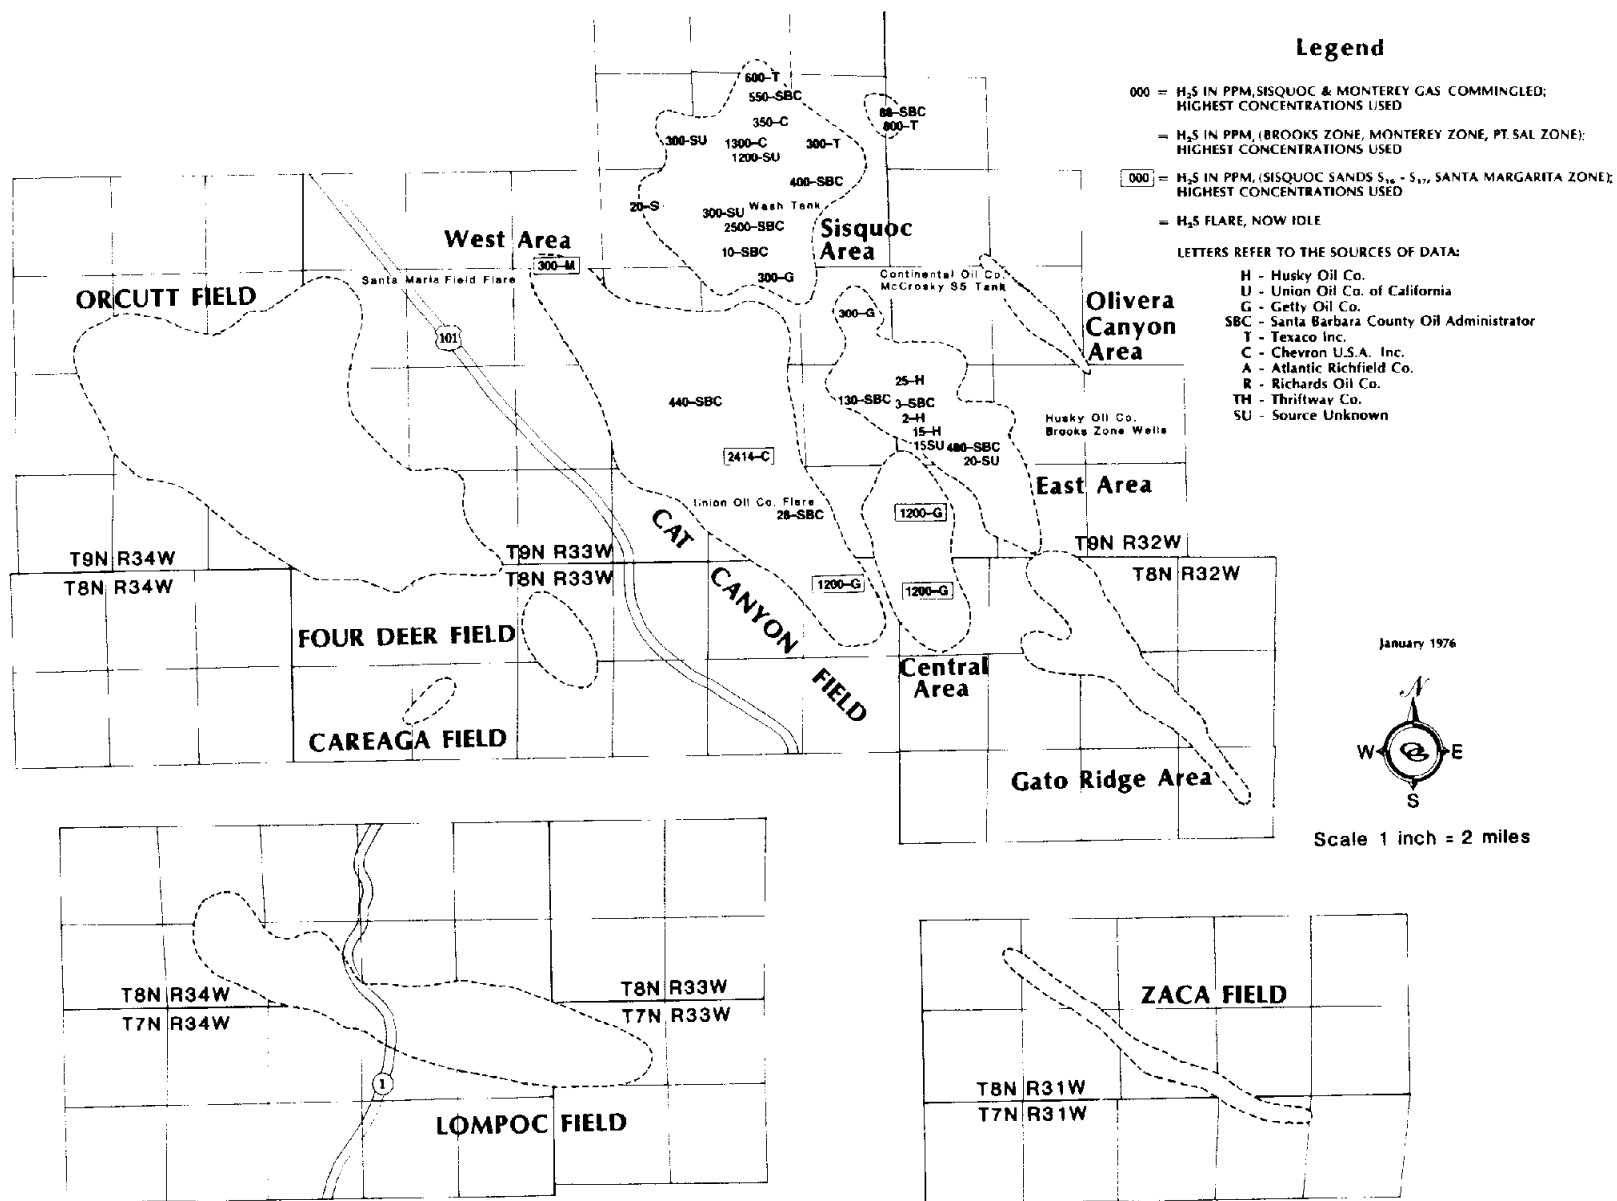 Legend
000 = H₂S IN PPM, SISQUOC & MONTEREY GAS COMMINGLED;
HIGHEST CONCENTRATIONS USED
= H₂S IN PPM, (BROOKS ZONE, MONTEREY ZONE, PT. SAL ZONE);
HIGHEST CONCENTRATIONS USED
000 = H₂S IN PPM, (SISQUOC SANDS S₁₆ - S₁₇, SANTA MARGARITA ZONE);
HIGHEST CONCENTRATIONS USED
= H₂S FLARE, NOW IDLE
LETTERS REFER TO THE SOURCES OF DATA:
H - Husky Oil Co.
U - Union Oil Co. of California
G - Getty Oil Co.
SBC - Santa Barbara County Oil Administrator
T - Texaco Inc.
C - Chevron U.S.A. Inc.
A - Atlantic Richfield Co.
R - Richards Oil Co.
TH - Thriftway Co.
SU - Source Unknown
600-T
550-SBC
350-C
88-SBC
800-T
300-SU
1300-C
1200-SU
300-T
400-SBC
20-S
300-SU
Wash Tank
2500-SBC
10-SBC
300-G
Sisquoc
Area
West Area
300-M
Santa Maria Field Flare
ORCUTT FIELD
101
Continental Oil Co.
McCrosky S5 Tank
Olivera
Canyon
Area
300-G
25-H
130-SBC
3-SBC
2-H
15-H
15SU
480-SBC
20-SU
440-SBC
2414-C
Husky Oil Co.
Brooks Zone Wells
East Area
Union Oil Co. Flare
28-SBC
1200-G
1200-G
1200-G
CAT
CANYON
FIELD
T9N R34W
T8N R34W
T9N R33W
T8N R33W
T9N R32W
T8N R32W
FOUR DEER FIELD
CAREAGA FIELD
Central
Area
Gato Ridge Area
January 1976
N
W
E
S
Scale 1 inch = 2 miles
T8N R34W
T7N R34W
T8N R33W
T7N R33W
1
LOMPOC FIELD
ZACA FIELD
T8N R31W
T7N R31W